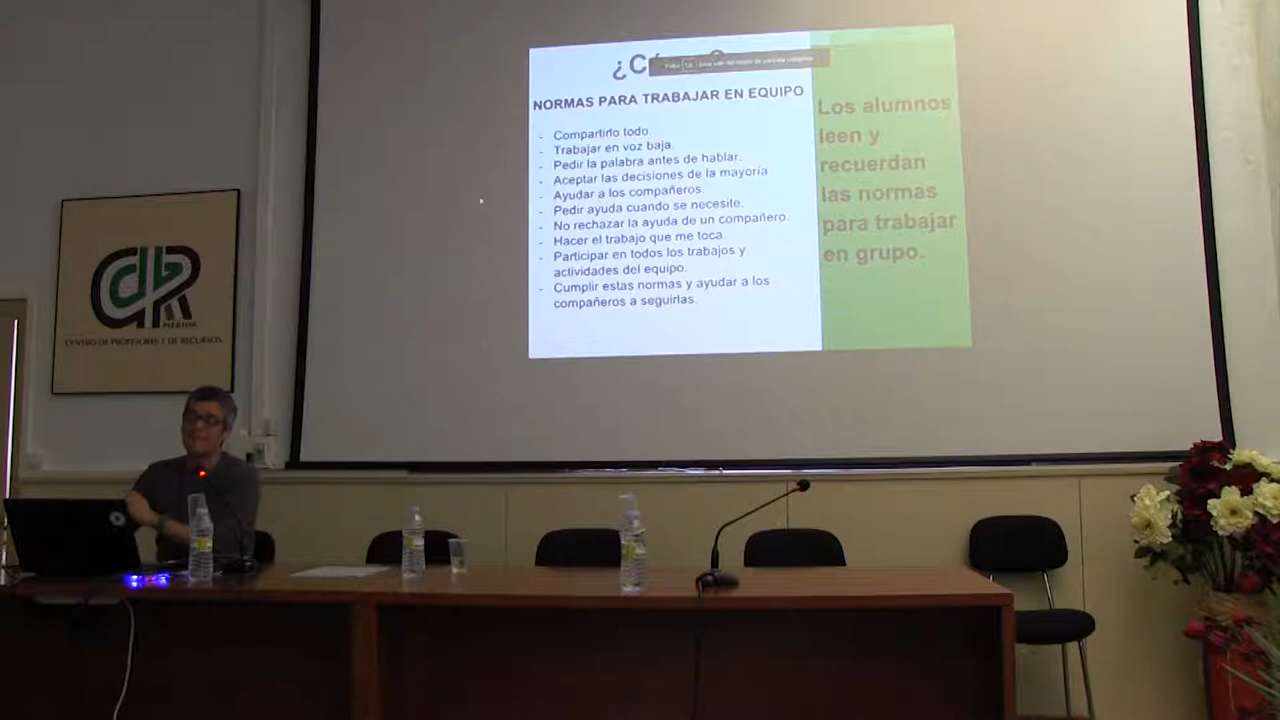 ¿C
NORMAS PARA TRABAJAR EN EQUIPO
- Compartirlo todo.
- Trabajar en voz baja.
- Pedir la palabra antes de hablar.
- Aceptar las decisiones de la mayoría
- Ayudar a los compañeros.
- Pedir ayuda cuando se necesite.
- No rechazar la ayuda de un compañero
- Hacer el trabajo que me toca.
- Participar en todos los trabajos y
actividades del equipo.
- Cumplir estas normas y ayudar a los
compañeros a seguirlas.
Los alumnos
leen y
recuerdan
las normas
para trabajar
en grupo.
MÉRIDA
CENTRO DE PROFESORES Y DE RECURSOS